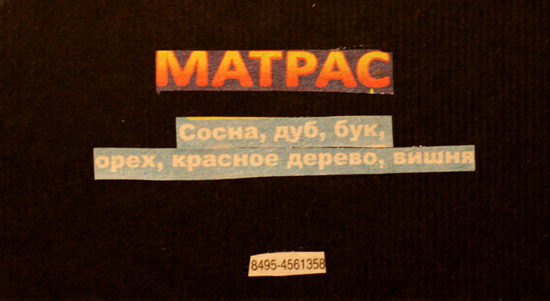 МАТРАС
Сосна, дуб, бук,
орех, красное дерево, вишня
8495-4561358